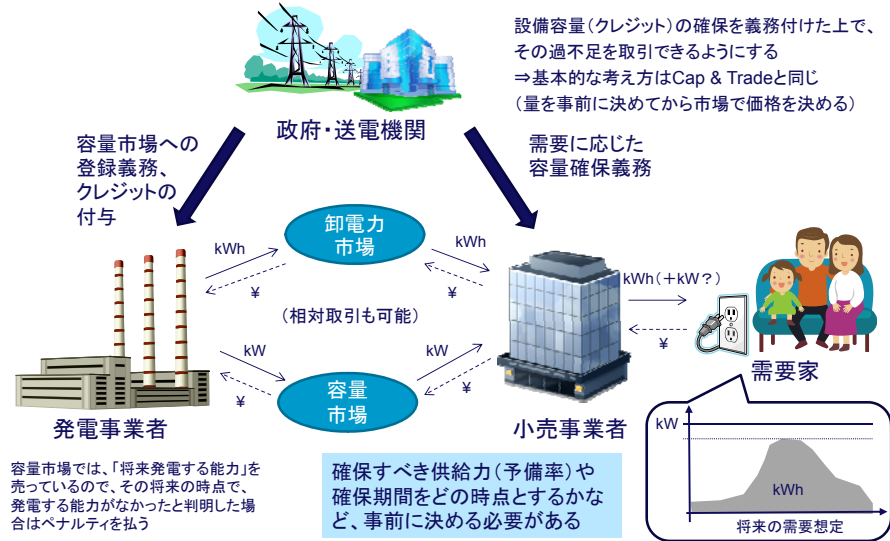 設備容量(クレジット)の確保を義務付けた上で、
その過不足を取引できるようにする
⇒基本的な考え方はCap & Tradeと同じ
(量を事前に決めてから市場で価格を決める)
政府・送電機関
容量市場への
登録義務、
クレジットの
付与
需要に応じた
容量確保義務
卸電力
市場
kWh
kWh
¥
¥
kWh(+kW?)
¥
(相対取引も可能)
kW
kW
¥
¥
容量
市場
発電事業者
小売事業者
需要家
容量市場では、「将来発電する能力」を
売っているので、その将来の時点で、
発電する能力がなかったと判明した場
合はペナルティを払う
確保すべき供給力(予備率)や
確保期間をどの時点とするかな
ど、事前に決める必要がある
kW
kWh
将来の需要想定